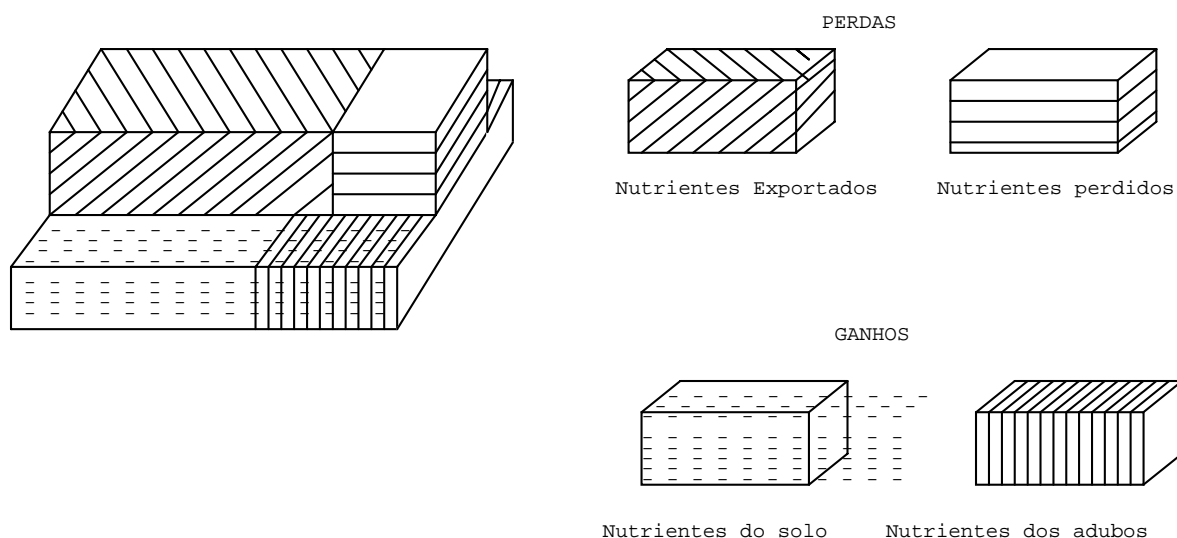 PERDAS
Nutrientes Exportados
Nutrientes perdidos
GANHOS
Nutrientes do solo
Nutrientes dos adubos